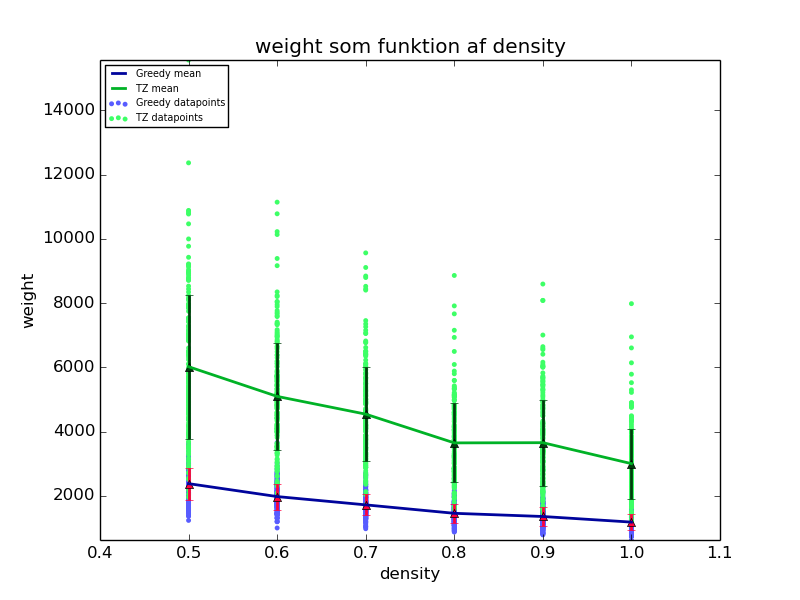 weight som funktion af density
Greedy mean
TZ mean
Greedy datapoints
TZ datapoints
14000
12000
10000
8000
6000
4000
2000
weight
0.4 0.5 0.6 0.7 0.8 0.9 1.0 1.1
density